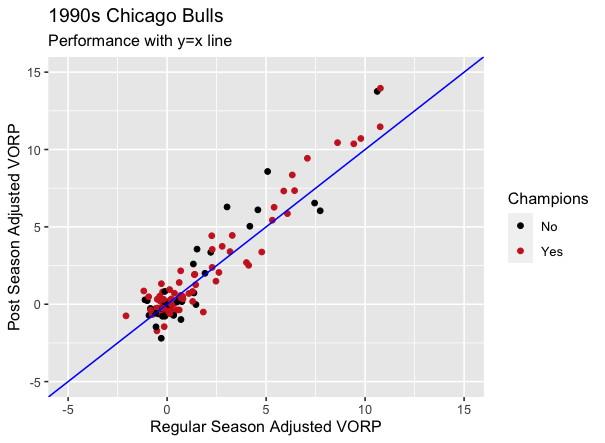 1990s Chicago Bulls
Performance with y=x line
Post Season Adjusted VORP
15
10
5
0
-5
-5
0
5
10
15
Regular Season Adjusted VORP
Champions
No
Yes